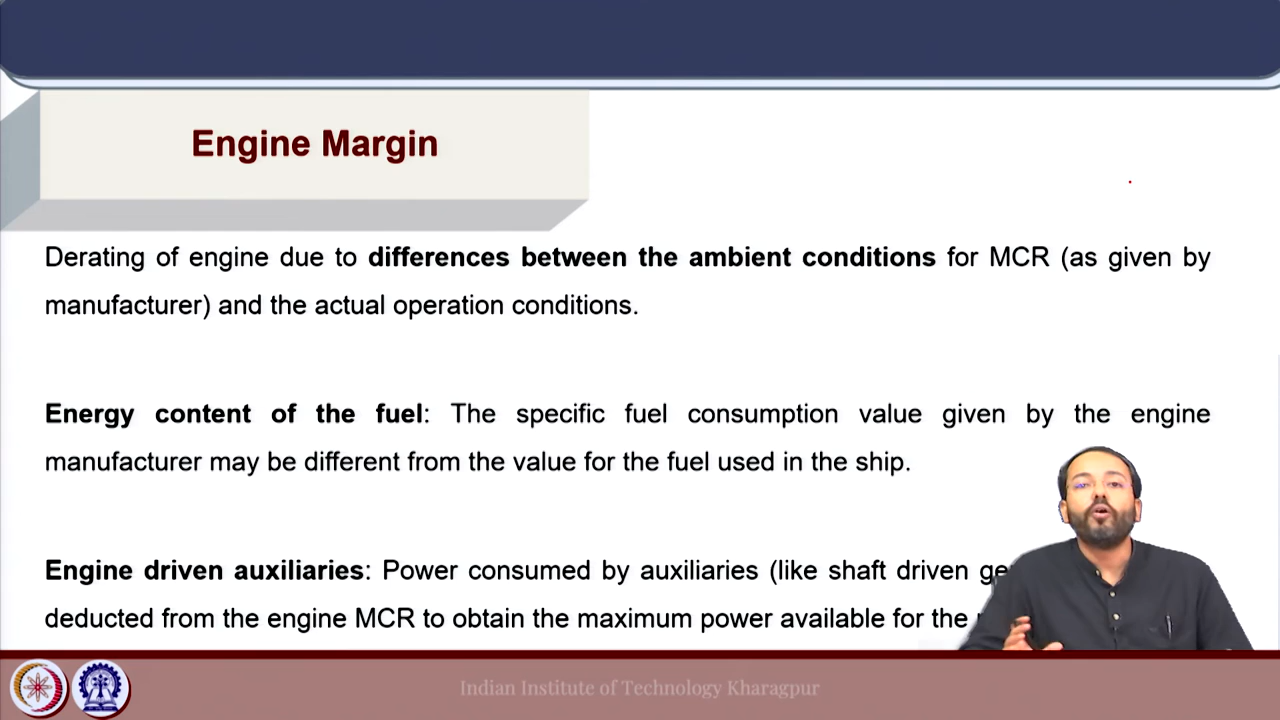 Engine Margin
Derating of engine due to differences between the ambient conditions for MCR (as given by
manufacturer) and the actual operation conditions.
Energy content of the fuel: The specific fuel consumption value given by the engine
manufacturer may be different from the value for the fuel used in the ship.
Engine driven auxiliaries: Power consumed by auxiliaries (like shaft driven
deducted from the engine MCR to obtain the maximum power available for the
Indian Institute of Technology Kharagpur